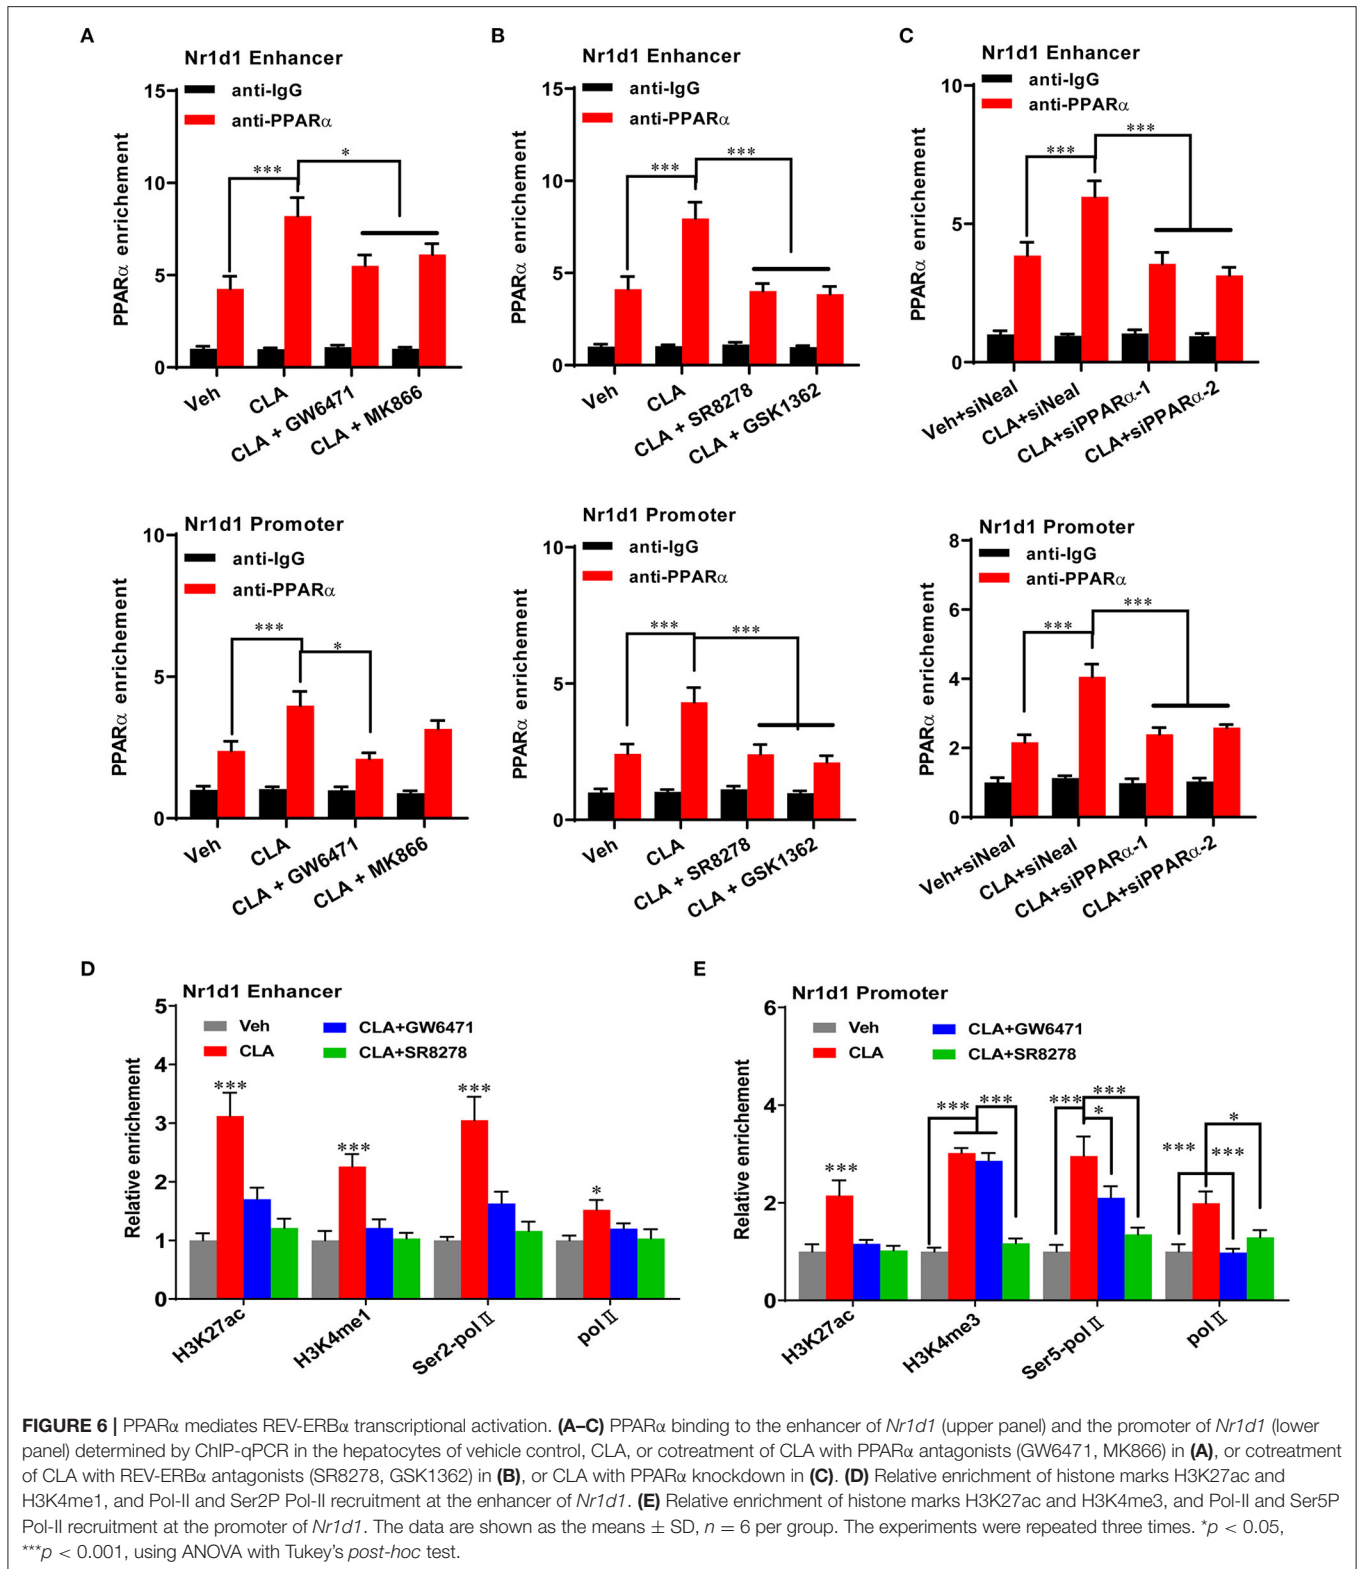 A
Nr1d1 Enhancer
anti-IgG
anti-PPARα
PPARα enrichement
15
10
5
0
***
*
Veh
CLA
CLA + GW6471
CLA + MK866
B
Nr1d1 Enhancer
anti-IgG
anti-PPARα
PPARα enrichement
15
10
5
0
***
***
Veh
CLA
CLA + SR8278
CLA + GSK1362
C
Nr1d1 Enhancer
anti-IgG
anti-PPARα
PPARα enrichement
10
5
0
***
***
Veh+siNeal
CLA+siNeal
CLA+siPPARα-1
CLA+siPPARα-2
Nr1d1 Promoter
anti-IgG
anti-PPARα
PPARα enrichement
10
5
0
***
*
Veh
CLA
CLA + GW6471
CLA + MK866
Nr1d1 Promoter
anti-IgG
anti-PPARα
PPARα enrichement
10
5
0
***
***
Veh
CLA
CLA + SR8278
CLA + GSK1362
Nr1d1 Promoter
anti-IgG
anti-PPARα
PPARα enrichement
8
6
4
2
0
***
***
Veh+siNeal
CLA+siNeal
CLA+siPPARα-1
CLA+siPPARα-2
D
Nr1d1 Enhancer
Veh
CLA
CLA+GW6471
CLA+SR8278
Relative enrichement
5
4
3
2
1
0
***
***
***
*
H3K27ac
H3K4me1
Ser2-pol II
pol II
E
Nr1d1 Promoter
Veh
CLA
CLA+GW6471
CLA+SR8278
Relative enrichement
6
4
2
0
***
***
***
***
***
*
***
***
*
H3K27ac
H3K4me3
Ser5-pol II
pol II
FIGURE 6 | PPARα mediates REV-ERBα transcriptional activation. (A–C) PPARα binding to the enhancer of Nr1d1 (upper panel) and the promoter of Nr1d1 (lower
panel) determined by ChIP-qPCR in the hepatocytes of vehicle control, CLA, or cotreatment of CLA with PPARα antagonists (GW6471, MK866) in (A), or cotreatment
of CLA with REV-ERBα antagonists (SR8278, GSK1362) in (B), or CLA with PPARα knockdown in (C). (D) Relative enrichment of histone marks H3K27ac and
H3K4me1, and Pol-II and Ser2P Pol-II recruitment at the enhancer of Nr1d1. (E) Relative enrichment of histone marks H3K27ac and H3K4me3, and Pol-II and Ser5P
Pol-II recruitment at the promoter of Nr1d1. The data are shown as the means ± SD, n = 6 per group. The experiments were repeated three times. *p < 0.05,
***p < 0.001, using ANOVA with Tukey's post-hoc test.